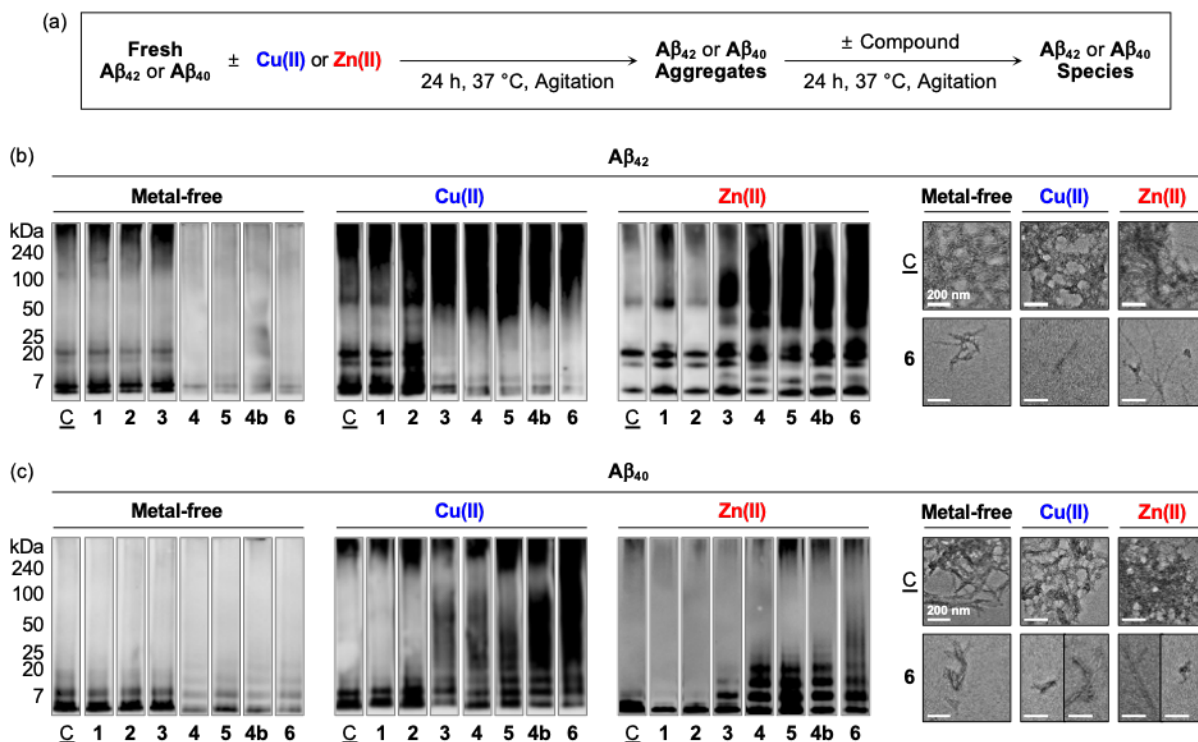 (a)
Fresh
Aβ42 or Aβ40
± Cu(II) or Zn(II)
24 h, 37 °C, Agitation
Aβ42 or Aβ40
Aggregates
± Compound
24 h, 37 °C, Agitation
Aβ42 or Aβ40
Species
(b)
Aβ42
Metal-free
Cu(II)
Zn(II)
Metal-free Cu(II) Zn(II)
kDa
240
100
50
25
20
7
C 1 2 3 4 5 4b 6
C 1 2 3 4 5 4b 6
C 1 2 3 4 5 4b 6
C
200 nm
6
(c)
Aβ40
Metal-free
Cu(II)
Zn(II)
Metal-free Cu(II) Zn(II)
kDa
240
100
50
25
20
7
C 1 2 3 4 5 4b 6
C 1 2 3 4 5 4b 6
C 1 2 3 4 5 4b 6
C
200 nm
6